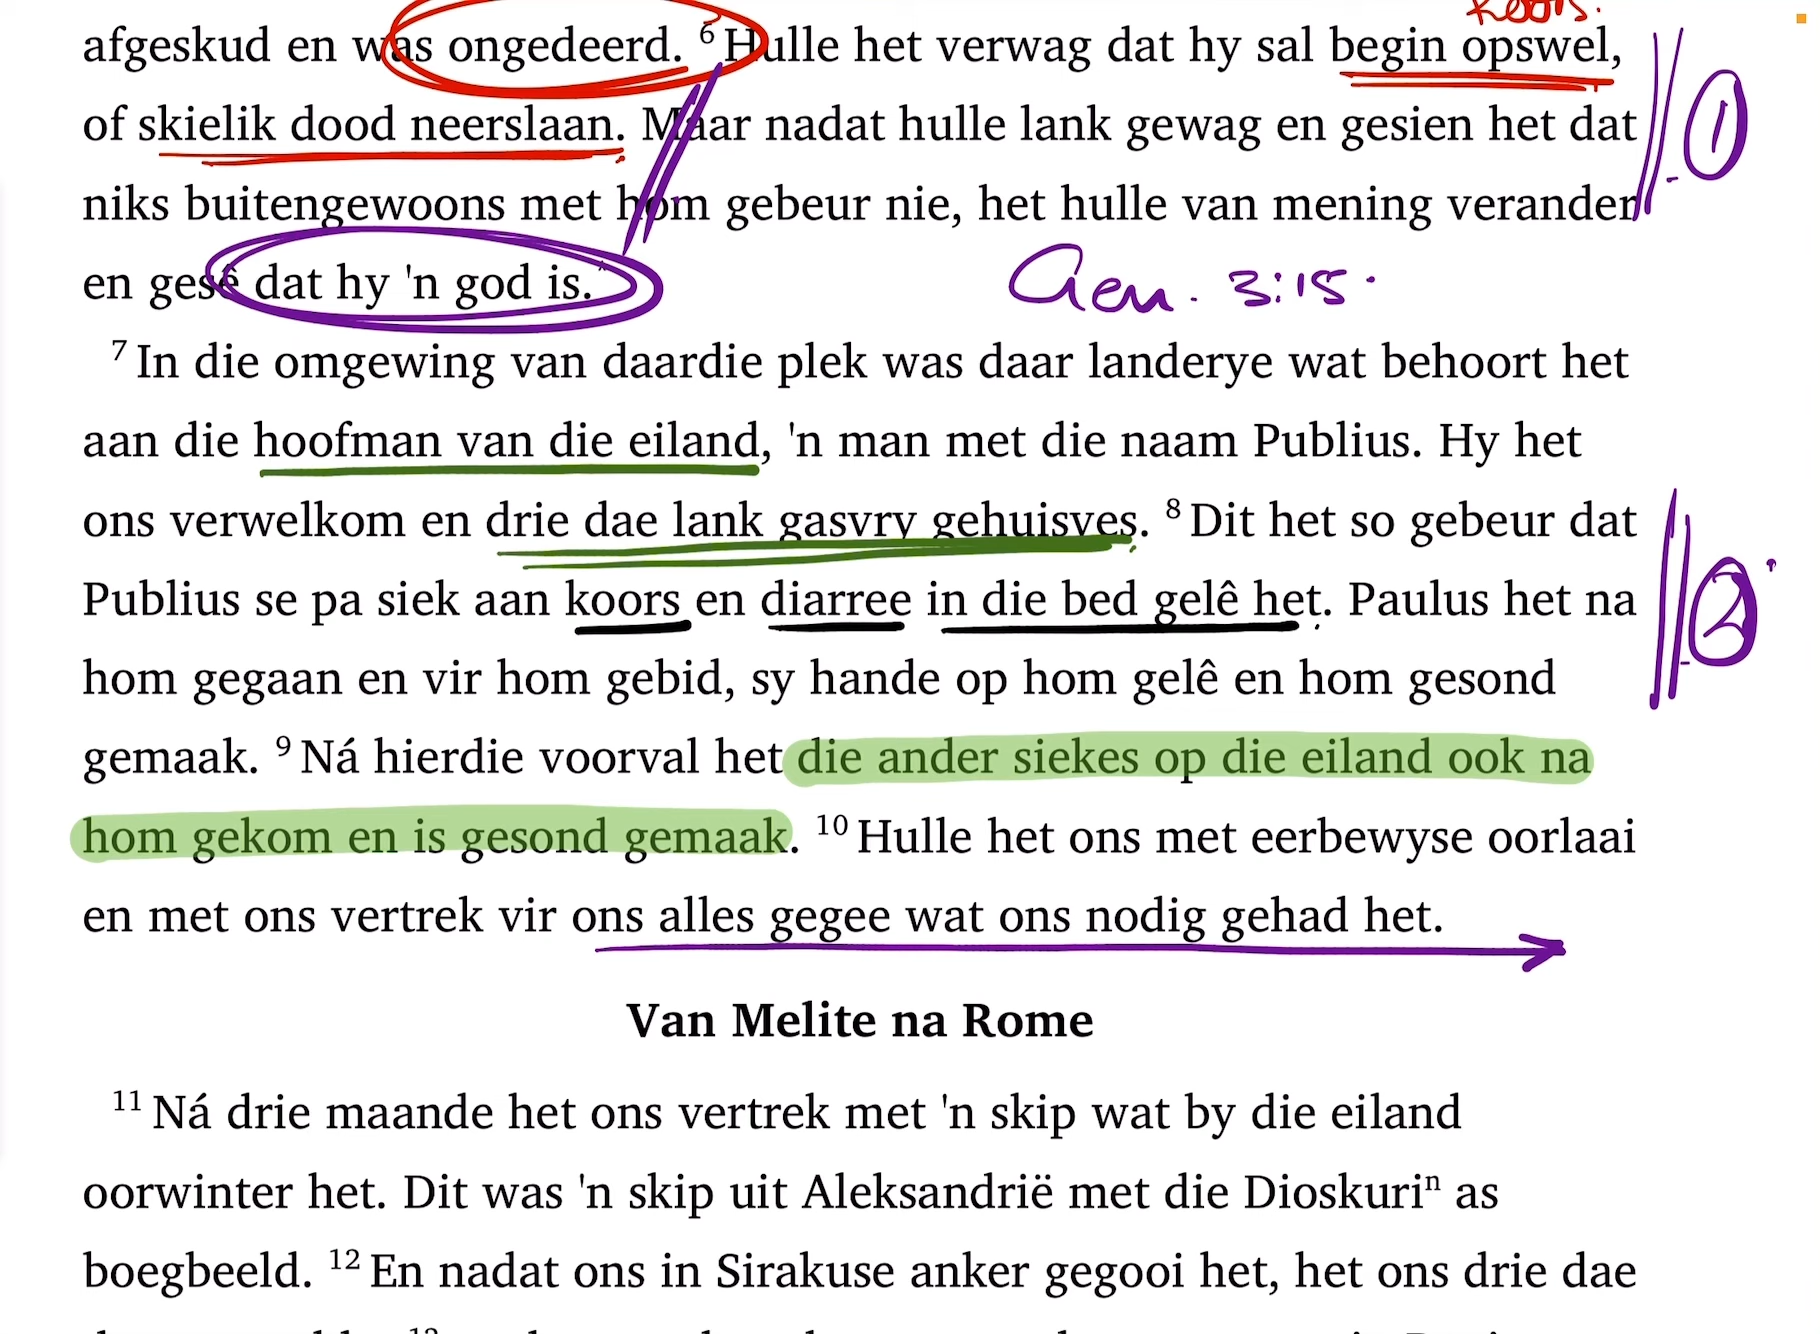 koors.
afgeskud en was ongedeerd. ⁶ Hulle het verwag dat hy sal begin opswel,
of skielik dood neerslaan. Maar nadat hulle lank gewag en gesien het dat
1
niks buitengewoons met hom gebeur nie, het hulle van mening verander
en gesê dat hy 'n god is.
Gen. 3:15.
⁷ In die omgewing van daardie plek was daar landerye wat behoort het
aan die hoofman van die eiland, 'n man met die naam Publius. Hy het
ons verwelkom en drie dae lank gasvry gehuisves. ⁸ Dit het so gebeur dat
Publius se pa siek aan koors en diarree in die bed gelê het. Paulus het na
2
hom gegaan en vir hom gebid, sy hande op hom gelê en hom gesond
gemaak. ⁹ Ná hierdie voorval het die ander siekes op die eiland ook na
hom gekom en is gesond gemaak. ¹⁰ Hulle het ons met eerbewyse oorlaai
en met ons vertrek vir ons alles gegee wat ons nodig gehad het.
Van Melite na Rome
¹¹ Ná drie maande het ons vertrek met 'n skip wat by die eiland
oorwinter het. Dit was 'n skip uit Aleksandrië met die Dioskuriⁿ as
boegbeeld. ¹² En nadat ons in Sirakuse anker gegooi het, het ons drie dae